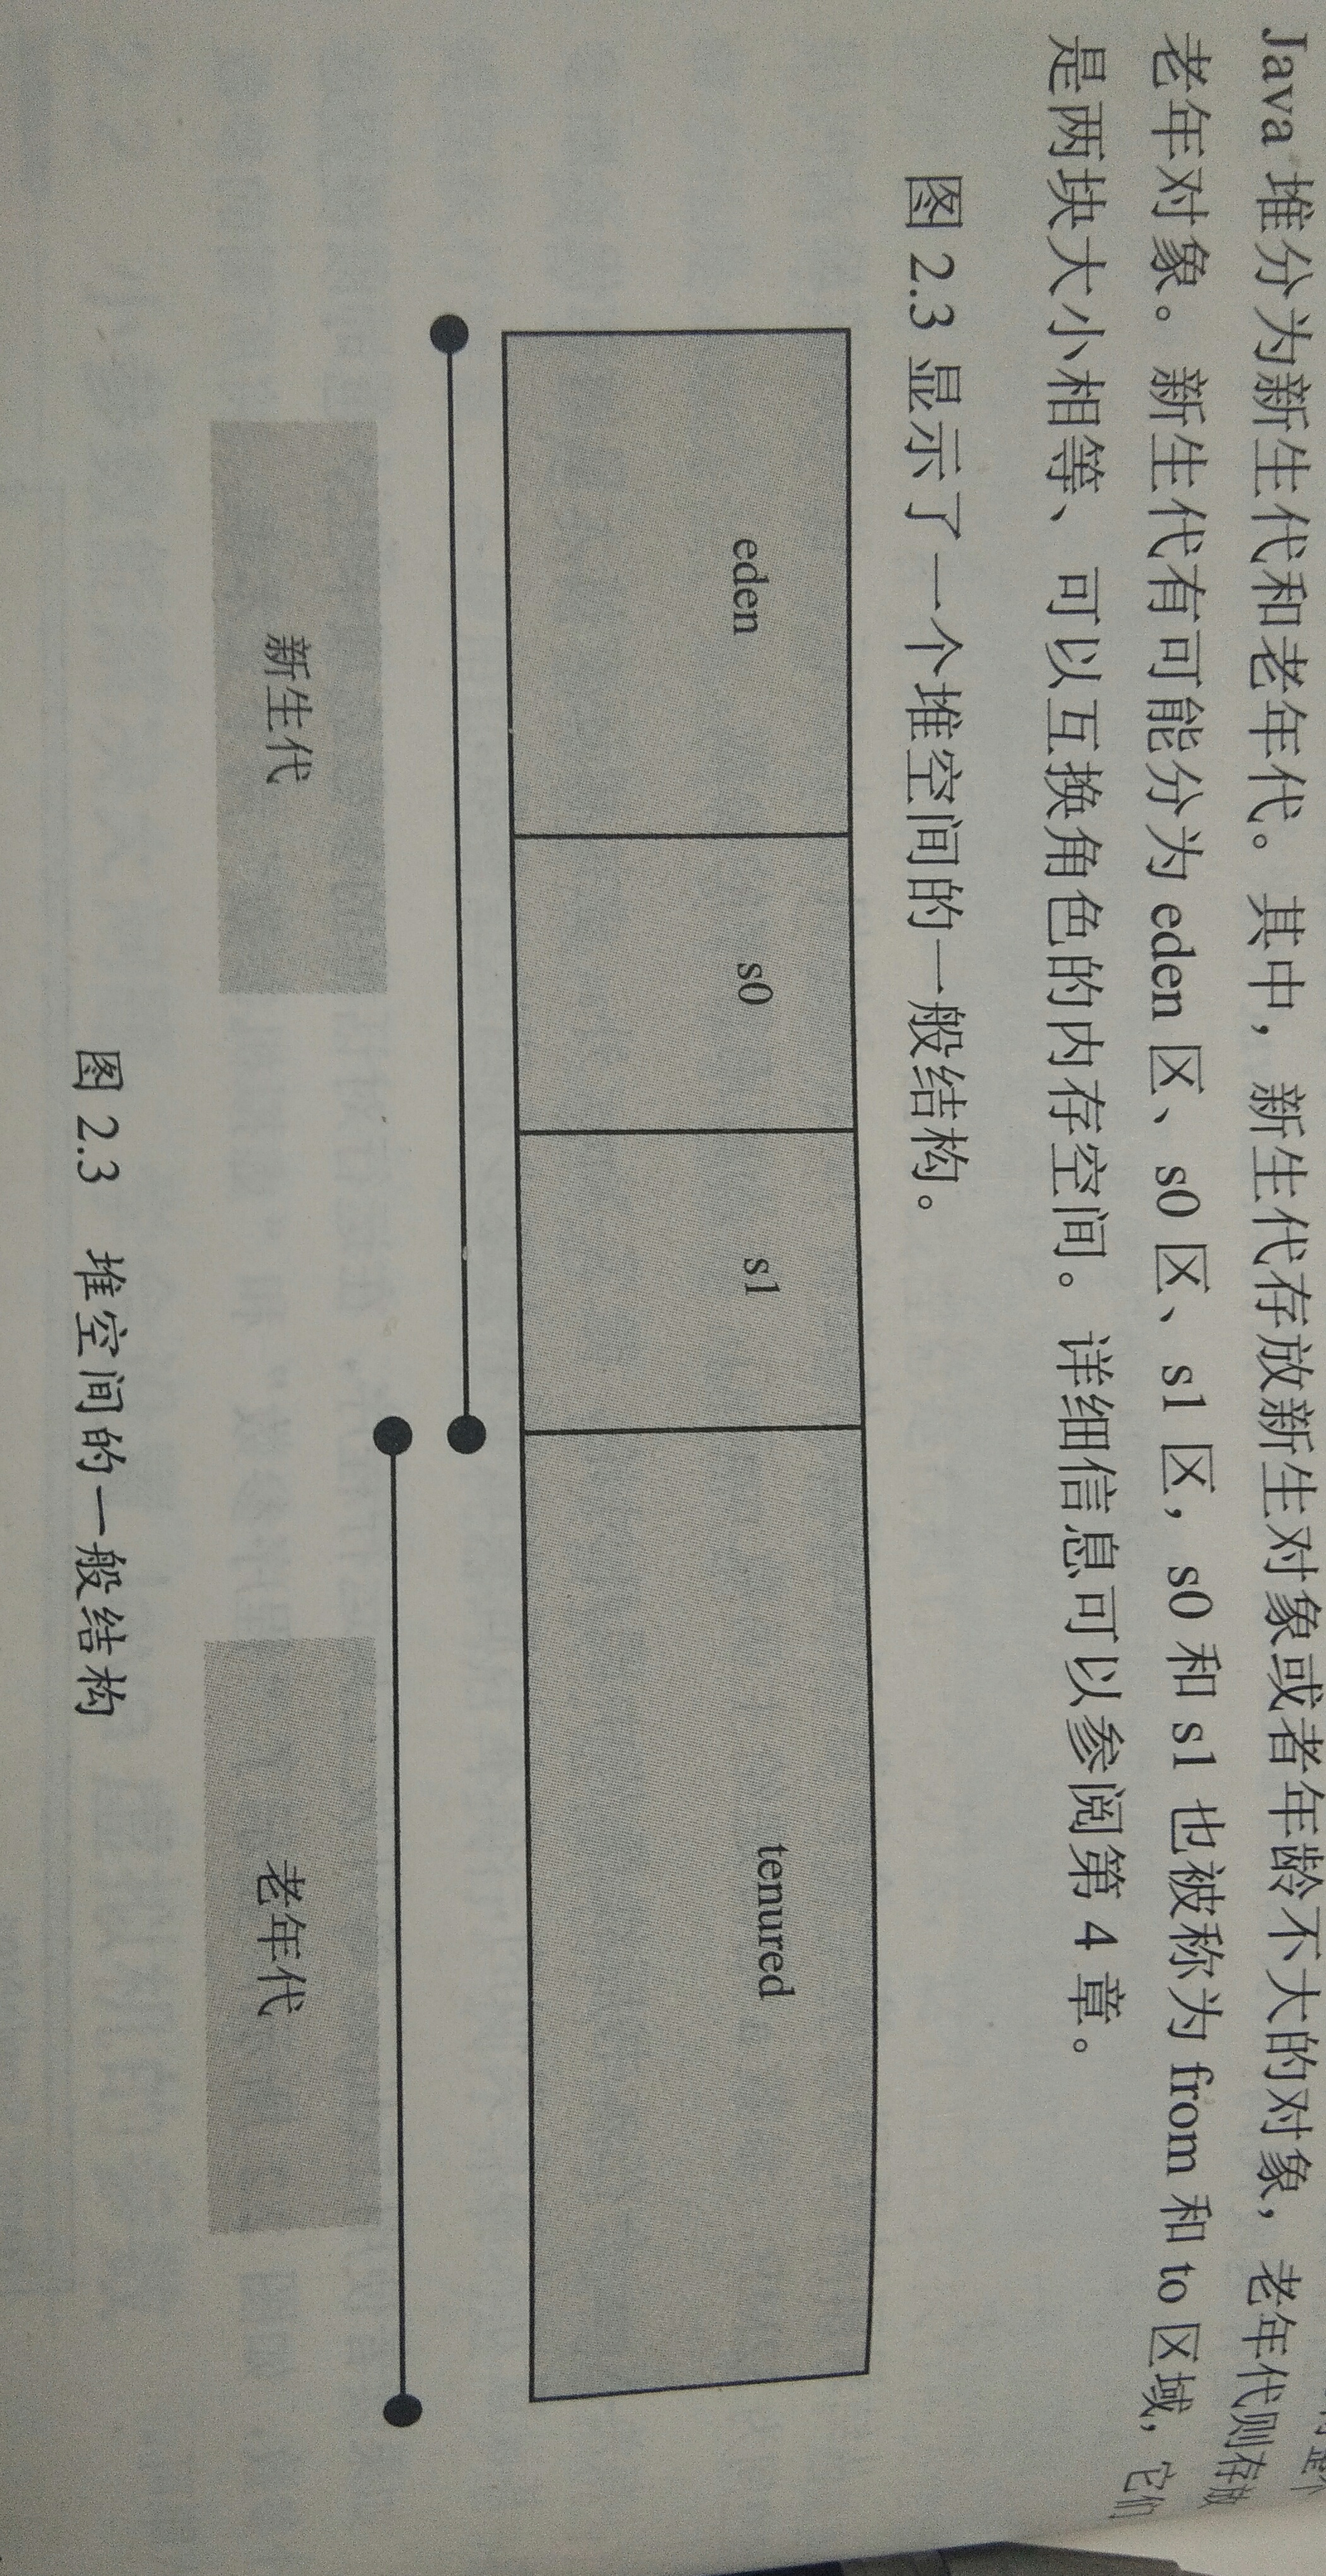 Java 堆分为新生代和老年代。其中，新生代存放新生对象或者年龄不大的对象，老年代则存放
老年对象。新生代有可能分为 eden 区、s0 区、s1 区，s0 和 s1 也被称为 from 和 to 区域，它们
是两块大小相等、可以互换角色的内存空间。详细信息可以参阅第 4 章。
图 2.3 显示了一个堆空间的一般结构。
eden
s0
s1
tenured
新生代
老年代
图 2.3 堆空间的一般结构